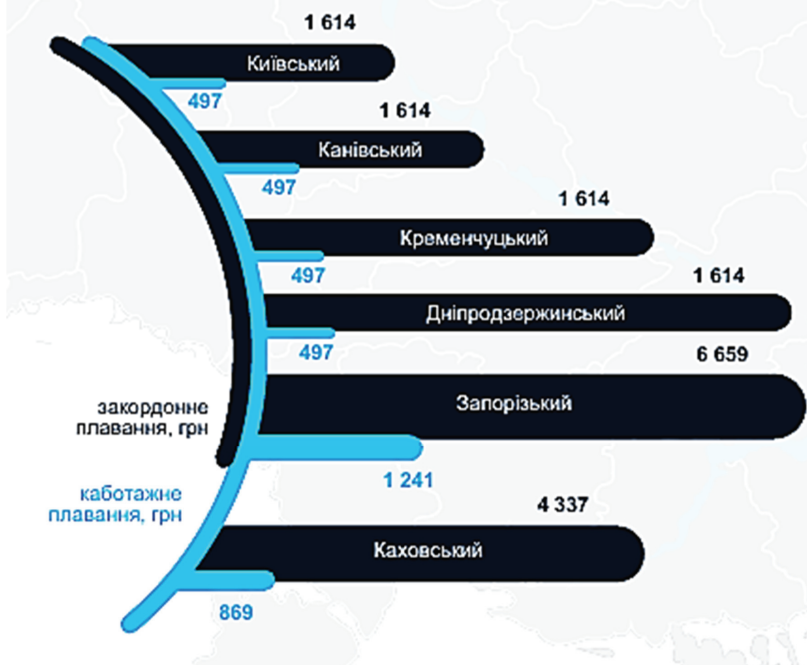 1 614
Київський
497
1 614
Канівський
497
1 614
Кременчуцький
497
1 614
Дніпродзержинський
497
6 659
Запорізький
закордонне
плавання, грн
1 241
каботажне
плавання, грн
4 337
Каховський
869